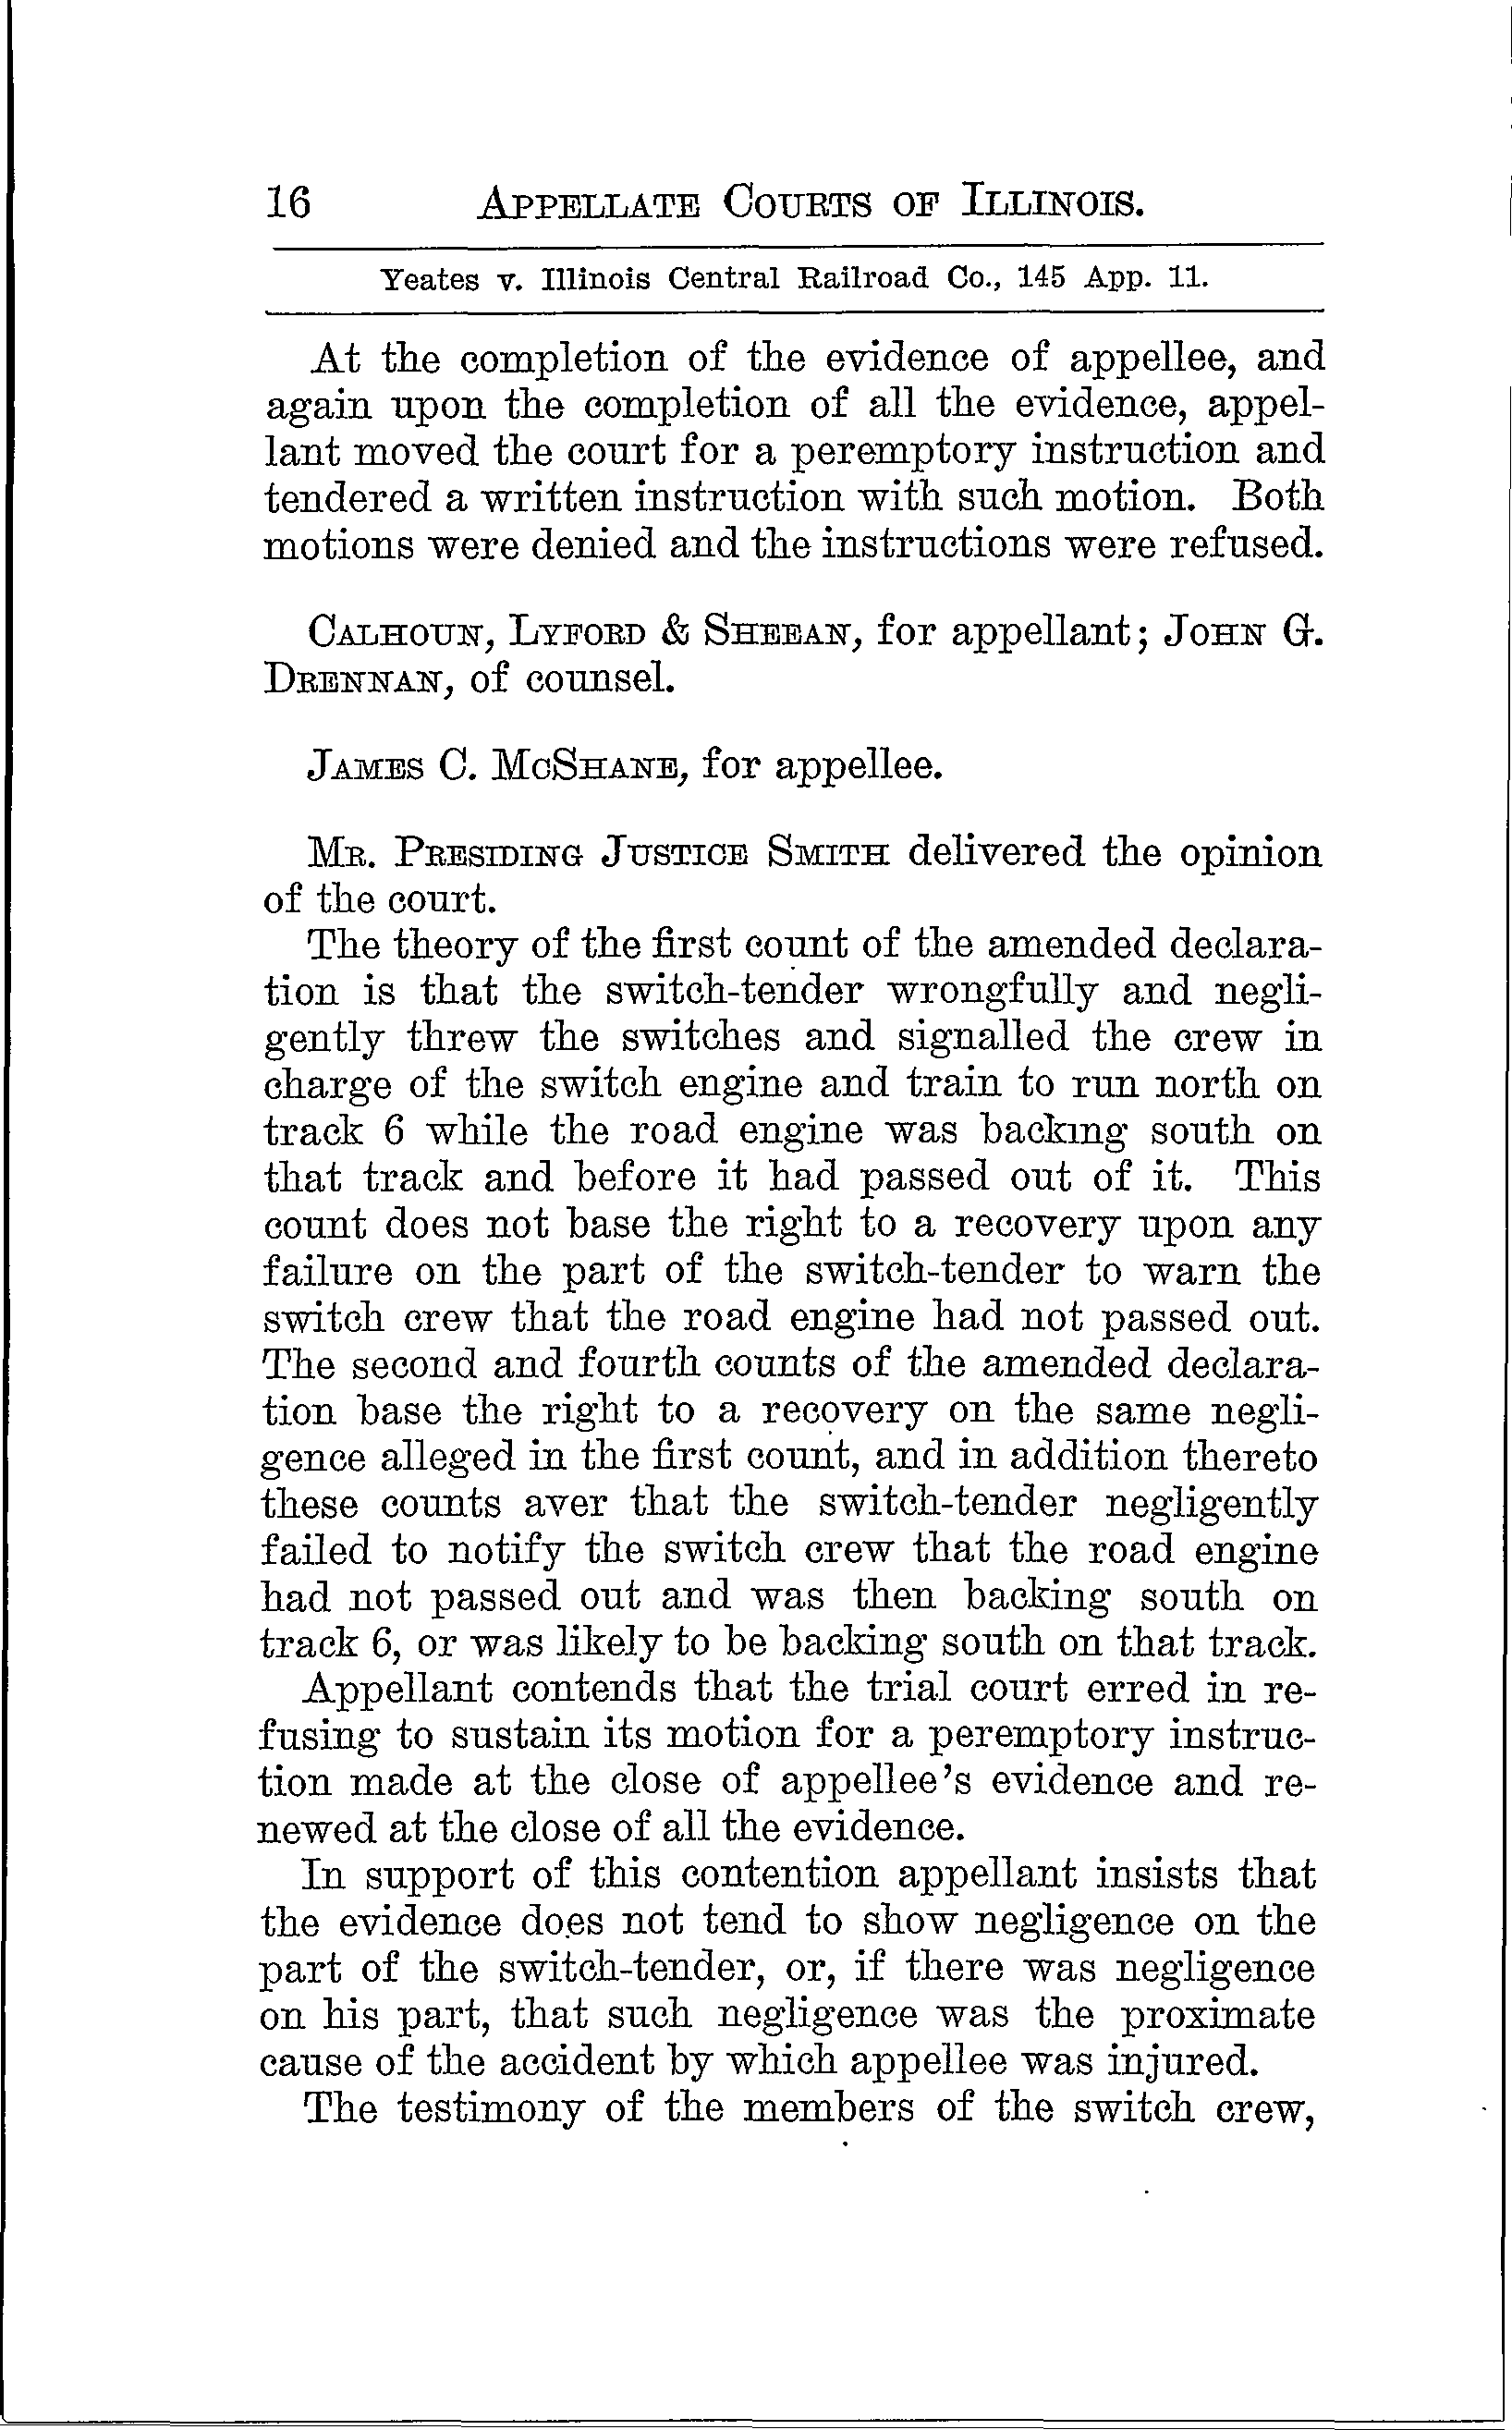 16 APPELLATE COURTS OF ILLINOIS.
Yeates v. Illinois Central Railroad Co., 145 App. 11.
At the completion of the evidence of appellee, and
again upon the completion of all the evidence, appel-
lant moved the court for a peremptory instruction and
tendered a written instruction with such motion. Both
motions were denied and the instructions were refused.
CALHOUN, LYFORD & SHEEAN, for appellant; JOHN G.
DRENNAN, of counsel.
JAMES C. MCSHANE, for appellee.
MR. PRESIDING JUSTICE SMITH delivered the opinion
of the court.
The theory of the first count of the amended declara-
tion is that the switch-tender wrongfully and negli-
gently threw the switches and signalled the crew in
charge of the switch engine and train to run north on
track 6 while the road engine was backing south on
that track and before it had passed out of it. This
count does not base the right to a recovery upon any
failure on the part of the switch-tender to warn the
switch crew that the road engine had not passed out.
The second and fourth counts of the amended declara-
tion base the right to a recovery on the same negli-
gence alleged in the first count, and in addition thereto
these counts aver that the switch-tender negligently
failed to notify the switch crew that the road engine
had not passed out and was then backing south on
track 6, or was likely to be backing south on that track.
Appellant contends that the trial court erred in re-
fusing to sustain its motion for a peremptory instruc-
tion made at the close of appellee's evidence and re-
newed at the close of all the evidence.
In support of this contention appellant insists that
the evidence does not tend to show negligence on the
part of the switch-tender, or, if there was negligence
on his part, that such negligence was the proximate
cause of the accident by which appellee was injured.
The testimony of the members of the switch crew,